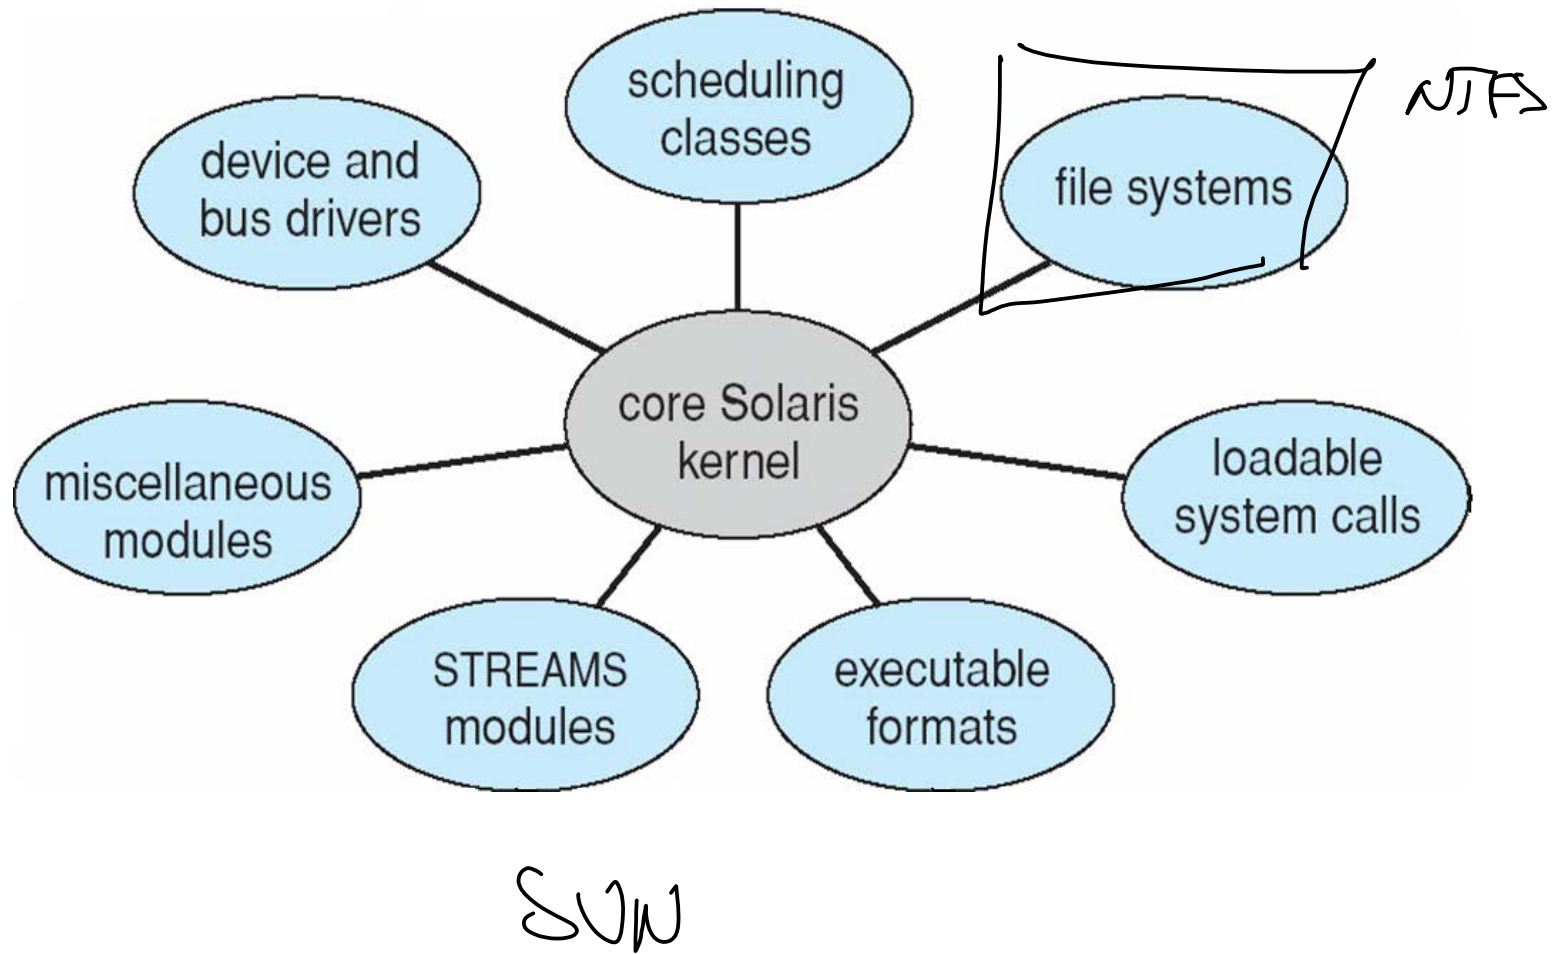 scheduling
classes
device and
bus drivers
file systems
NTFS
core Solaris
kernel
miscellaneous
modules
loadable
system calls
STREAMS
modules
executable
formats
SUN